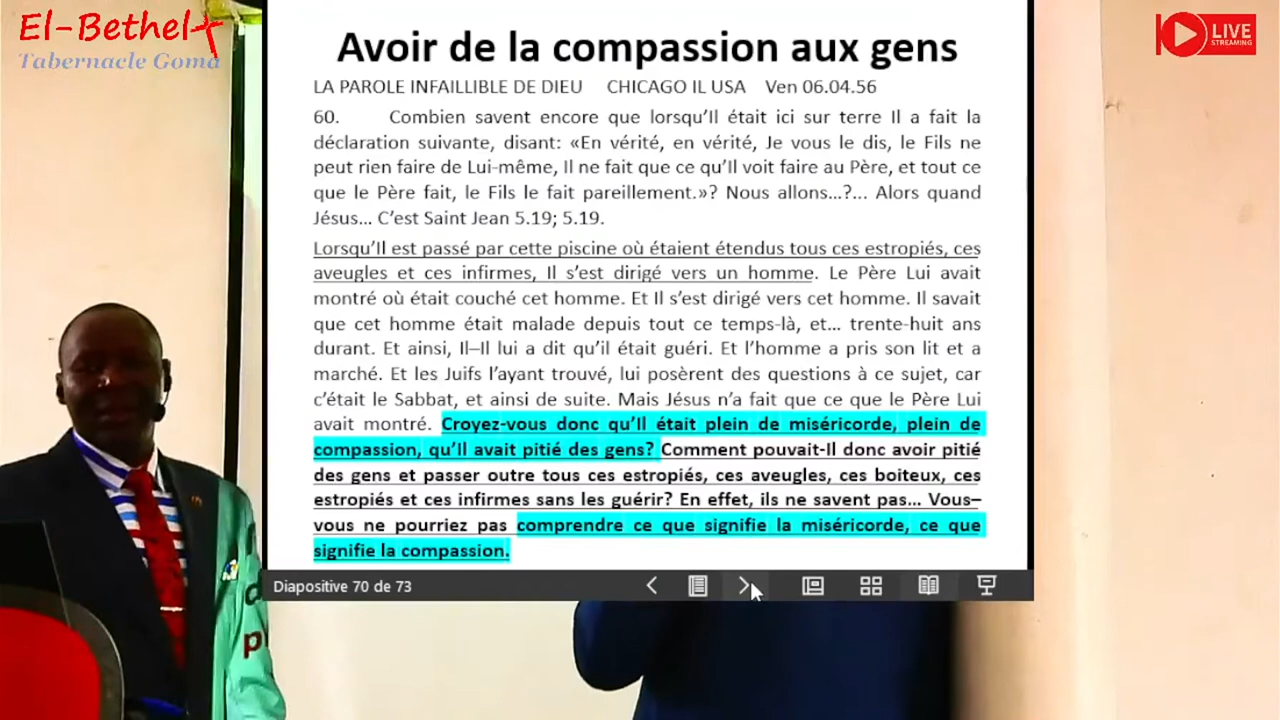 El-Bethel
Tabernacle Goma
LIVE
STREAMING
Avoir de la compassion aux gens
LA PAROLE INFAILLIBLE DE DIEU CHICAGO IL USA Ven 06.04.56
60. Combien savent encore que lorsqu’Il était ici sur terre Il a fait la
déclaration suivante, disant: «En vérité, en vérité, Je vous le dis, le Fils ne
peut rien faire de Lui-même, Il ne fait que ce qu’Il voit faire au Père, et tout ce
que le Père fait, le Fils le fait pareillement.»? Nous allons…?... Alors quand
Jésus… C’est Saint Jean 5.19; 5.19.
Lorsqu’Il est passé par cette piscine où étaient étendus tous ces estropiés, ces
aveugles et ces infirmes, Il s’est dirigé vers un homme. Le Père Lui avait
montré où était couché cet homme. Et Il s’est dirigé vers cet homme. Il savait
que cet homme était malade depuis tout ce temps-là, et… trente-huit ans
durant. Et ainsi, Il–Il lui a dit qu’il était guéri. Et l’homme a pris son lit et a
marché. Et les Juifs l’ayant trouvé, lui posèrent des questions à ce sujet, car
c’était le Sabbat, et ainsi de suite. Mais Jésus n’a fait que ce que le Père Lui
avait montré. Croyez-vous donc qu’Il était plein de miséricorde, plein de
compassion, qu’Il avait pitié des gens? Comment pouvait-Il donc avoir pitié
des gens et passer outre tous ces estropiés, ces aveugles, ces boiteux, ces
estropiés et ces infirmes sans les guérir? En effet, ils ne savent pas… Vous–
vous ne pourriez pas comprendre ce que signifie la miséricorde, ce que
signifie la compassion.
Diapositive 70 de 73